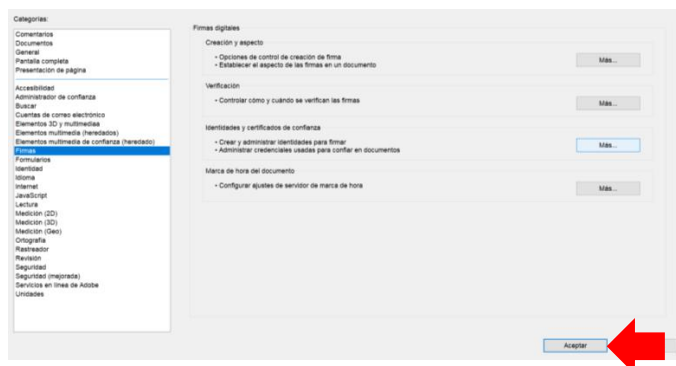 Categorías:
Comentarios
Documentos
General
Pantalla completa
Presentación de página
Accesibilidad
Administrador de confianza
Buscar
Cuentas de correo electrónico
Elementos 3D y multimedias
Elementos multimedia (heredados)
Elementos multimedia de confianza (heredado)
Firmas
Formularios
Identidad
Idioma
Internet
JavaScript
Lectura
Medición (2D)
Medición (3D)
Medición (Geo)
Ortografía
Rastreador
Revisión
Seguridad
Seguridad (mejorada)
Servicios en línea de Adobe
Unidades
Firmas digitales
Creación y aspecto
• Opciones de control de creación de firma
• Establecer el aspecto de las firmas en un documento
Más...
Verificación
• Controlar cómo y cuándo se verifican las firmas
Más...
Identidades y certificados de confianza
• Crear y administrar identidades para firmar
• Administrar credenciales usadas para confiar en documentos
Más...
Marca de hora del documento
• Configurar ajustes de servidor de marca de hora
Más...
Aceptar